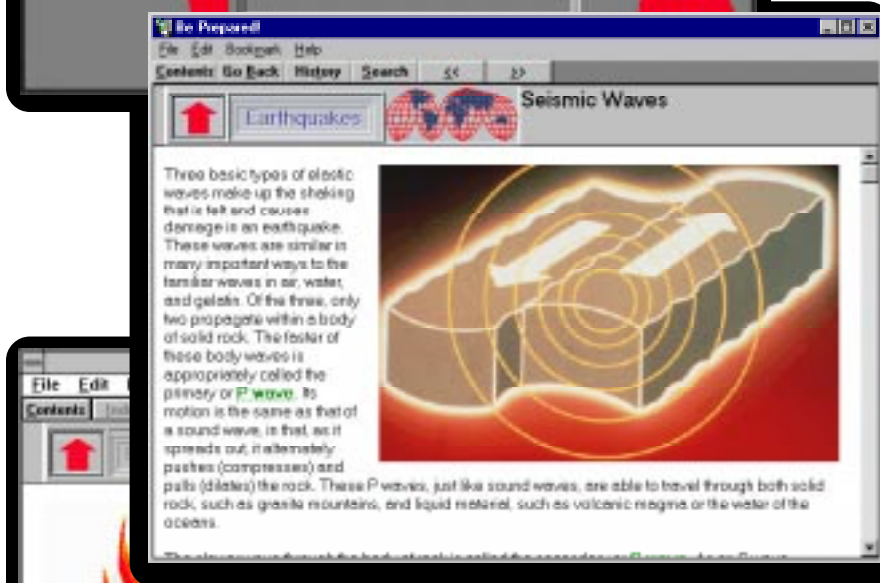 Be Prepared!
File Edit Bookmark Help
Contents Go Back History Search << >>
Earthquakes
Seismic Waves
Three basic types of elastic
waves make up the shaking
that is felt and causes
damage in an earthquake.
These waves are similar in
many important ways to the
familiar waves in air, water,
and gelatin. Of the three, only
two propagate within a body
of solid rock. The faster of
these body waves is
appropriately called the
primary or P wave. Its
motion is the same as that of
a sound wave, in that, as it
spreads out, it alternately
pushes (compresses) and
pulls (dilates) the rock. These P waves, just like sound waves, are able to travel through both solid
rock, such as granite mountains, and liquid material, such as volcanic magma or the water of the
oceans.
File Edit
Contents